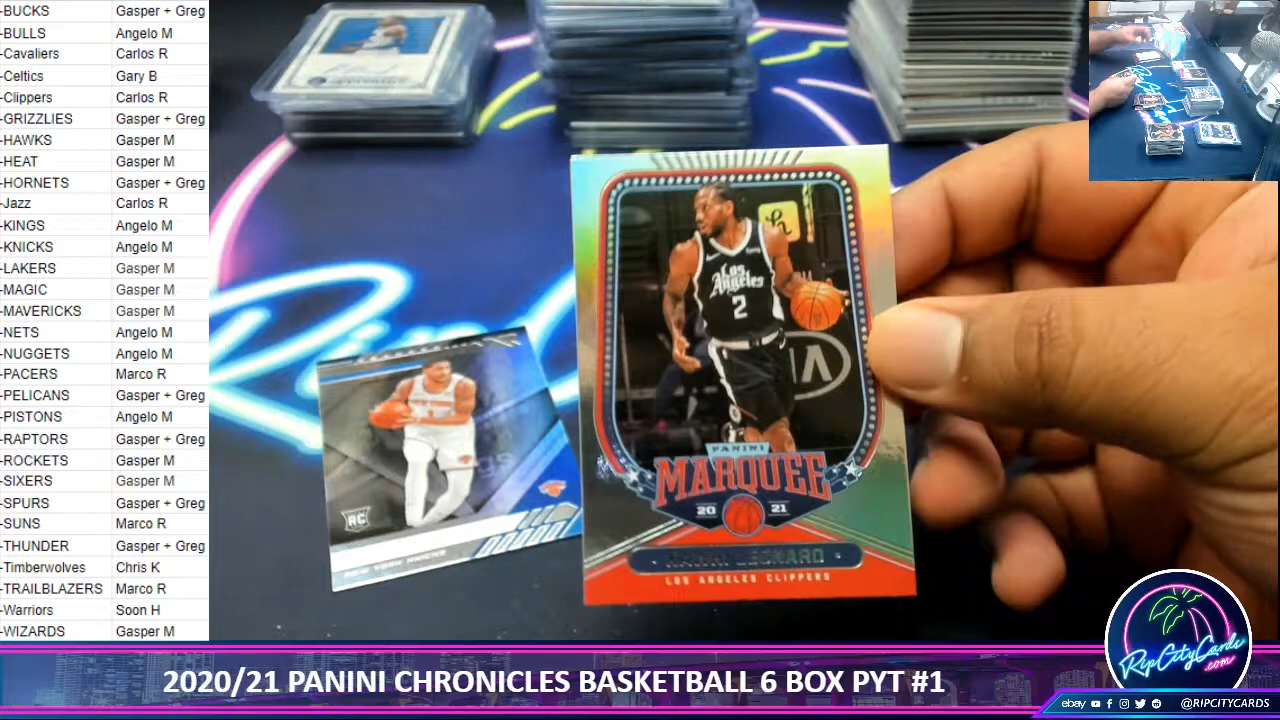 -BUCKS Gasper + Greg
-BULLS Angelo M
-Cavaliers Carlos R
-Celtics Gary B
-Clippers Carlos R
-GRIZZLIES Gasper + Greg
-HAWKS Gasper M
-HEAT Gasper M
-HORNETS Gasper + Greg
-Jazz Carlos R
-KINGS Angelo M
-KNICKS Angelo M
-LAKERS Gasper M
-MAGIC Gasper M
-MAVERICKS Gasper M
-NETS Angelo M
-NUGGETS Angelo M
-PACERS Marco R
-PELICANS Gasper + Greg
-PISTONS Angelo M
-RAPTORS Gasper + Greg
-ROCKETS Gasper M
-SIXERS Gasper M
-SPURS Gasper + Greg
-SUNS Marco R
-THUNDER Gasper + Greg
-Timberwolves Chris K
-TRAILBLAZERS Marco R
-Warriors Soon H
-WIZARDS Gasper M
Los Angeles
2
PANINI
MARQUEE
20 21
LEONARD
LOS ANGELES CLIPPERS
RC
NEW YORK KNICKS
RipCityCards
.com
2020/21 PANINI CHRONICLES BASKETBALL 6 BOX PYT #1
ebay @RIPCITYCARDS